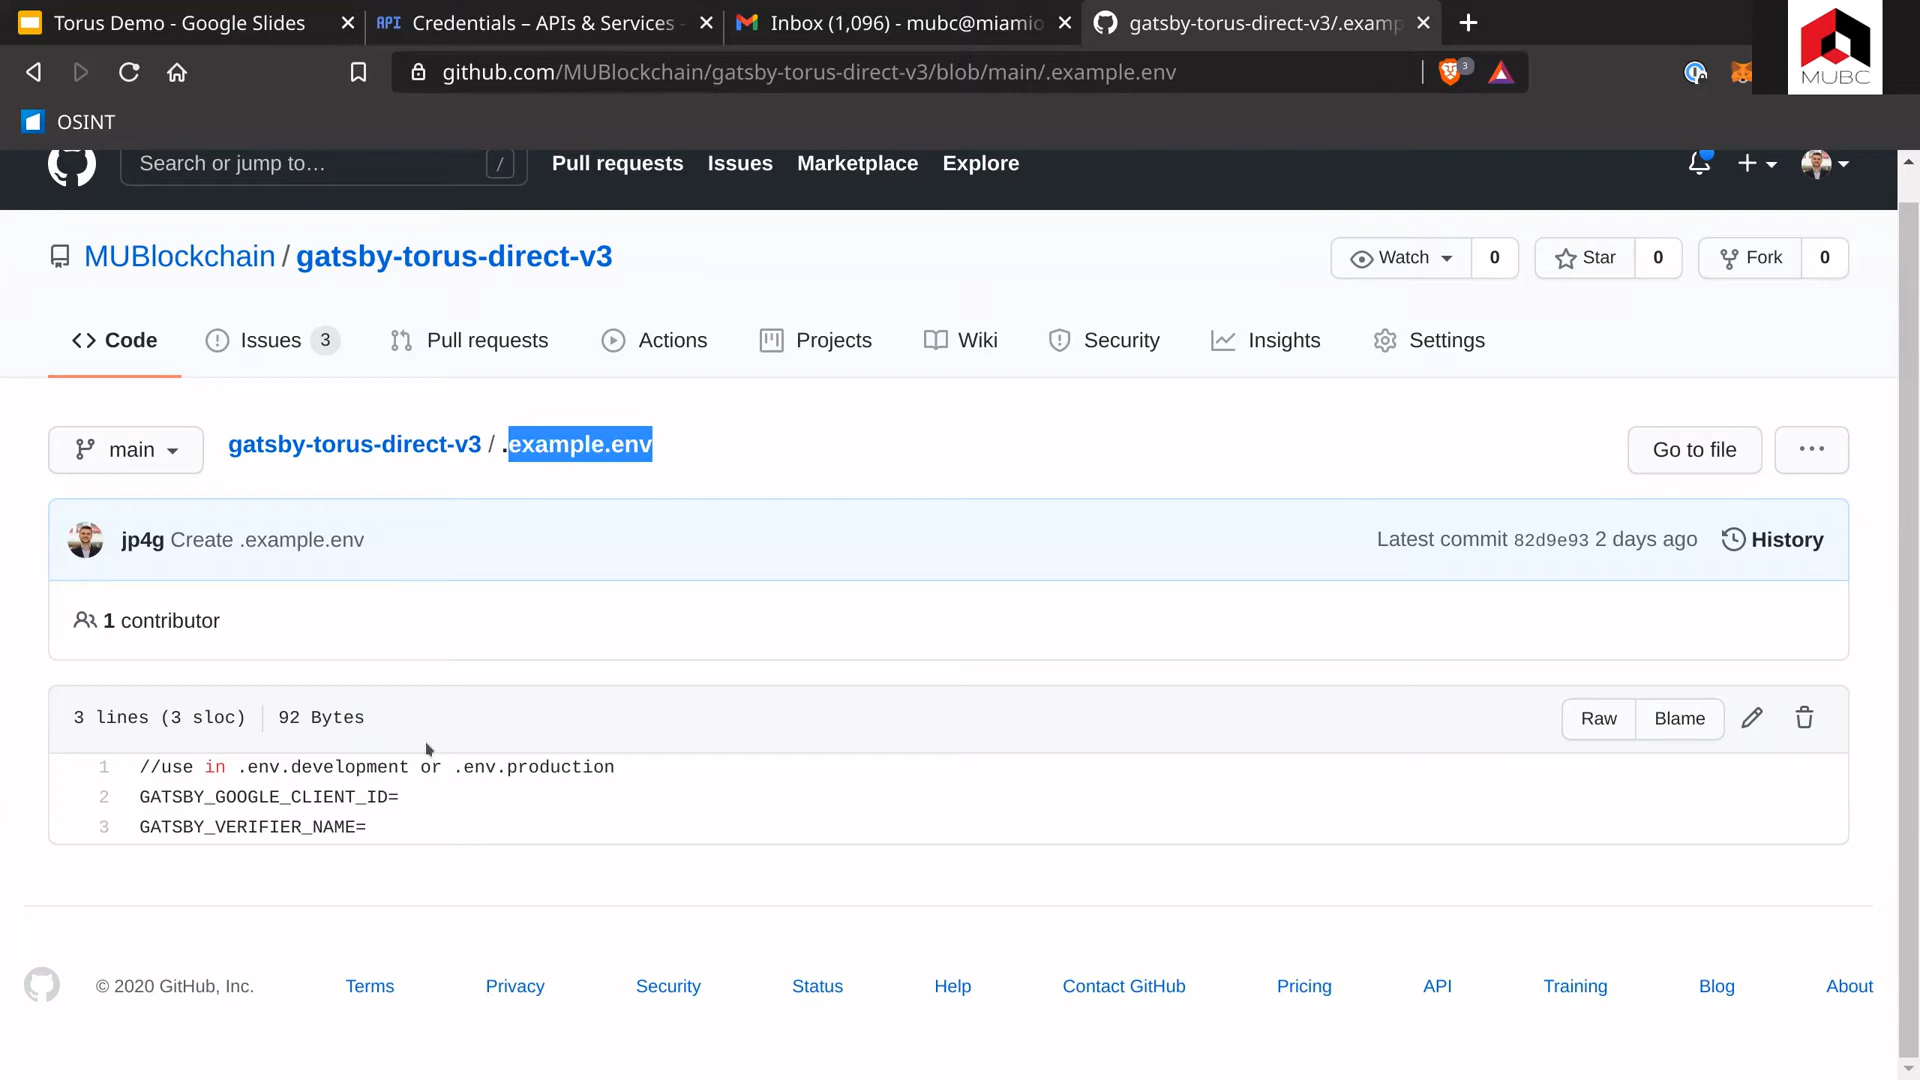 Torus Demo - Google Slides
API Credentials – APIs & Services -
Inbox (1,096) - mubc@miamio
gatsby-torus-direct-v3/.examp
github.com/MUBlockchain/gatsby-torus-direct-v3/blob/main/.example.env
3
MUBC
OSINT
Search or jump to…
/
Pull requests
Issues
Marketplace
Explore
MUBlockchain / gatsby-torus-direct-v3
Watch 0
Star 0
Fork 0
Code
Issues 3
Pull requests
Actions
Projects
Wiki
Security
Insights
Settings
main
gatsby-torus-direct-v3 / .example.env
Go to file
jp4g Create .example.env
Latest commit 82d9e93 2 days ago
History
1 contributor
3 lines (3 sloc) 92 Bytes
Raw
Blame
1 //use in .env.development or .env.production
2 GATSBY_GOOGLE_CLIENT_ID=
3 GATSBY_VERIFIER_NAME=
© 2020 GitHub, Inc.
Terms
Privacy
Security
Status
Help
Contact GitHub
Pricing
API
Training
Blog
About